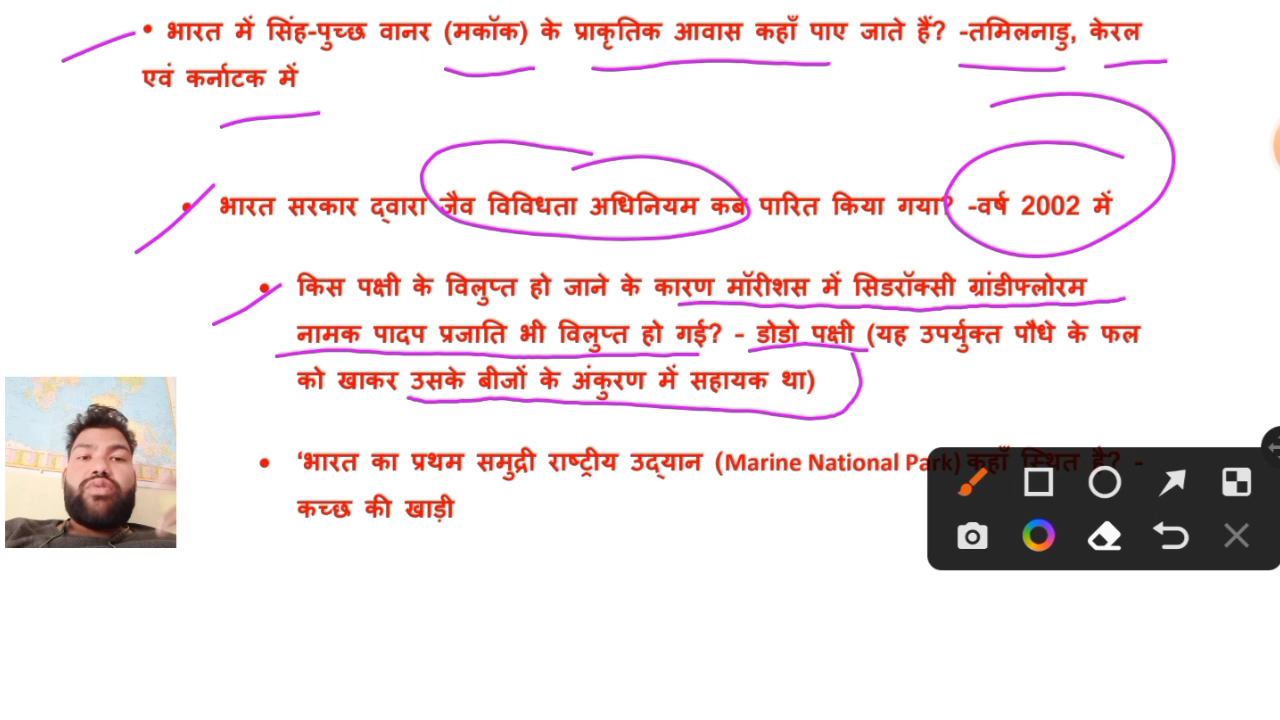 • भारत में सिंह-पुच्छ वानर (मकॉक) के प्राकृतिक आवास कहाँ पाए जाते हैं? -तमिलनाडु, केरल
एवं कर्नाटक में
• भारत सरकार द्वारा जैव विविधता अधिनियम कब पारित किया गया? -वर्ष 2002 में
• किस पक्षी के विलुप्त हो जाने के कारण मॉरीशस में सिडरॉक्सी ग्रांडीफ्लोरम
नामक पादप प्रजाति भी विलुप्त हो गई? - डोडो पक्षी (यह उपर्युक्त पौधे के फल
को खाकर उसके बीजों के अंकुरण में सहायक था)
• ‘भारत का प्रथम समुद्री राष्ट्रीय उद्यान (Marine National Park) कहाँ स्थित है? -
कच्छ की खाड़ी